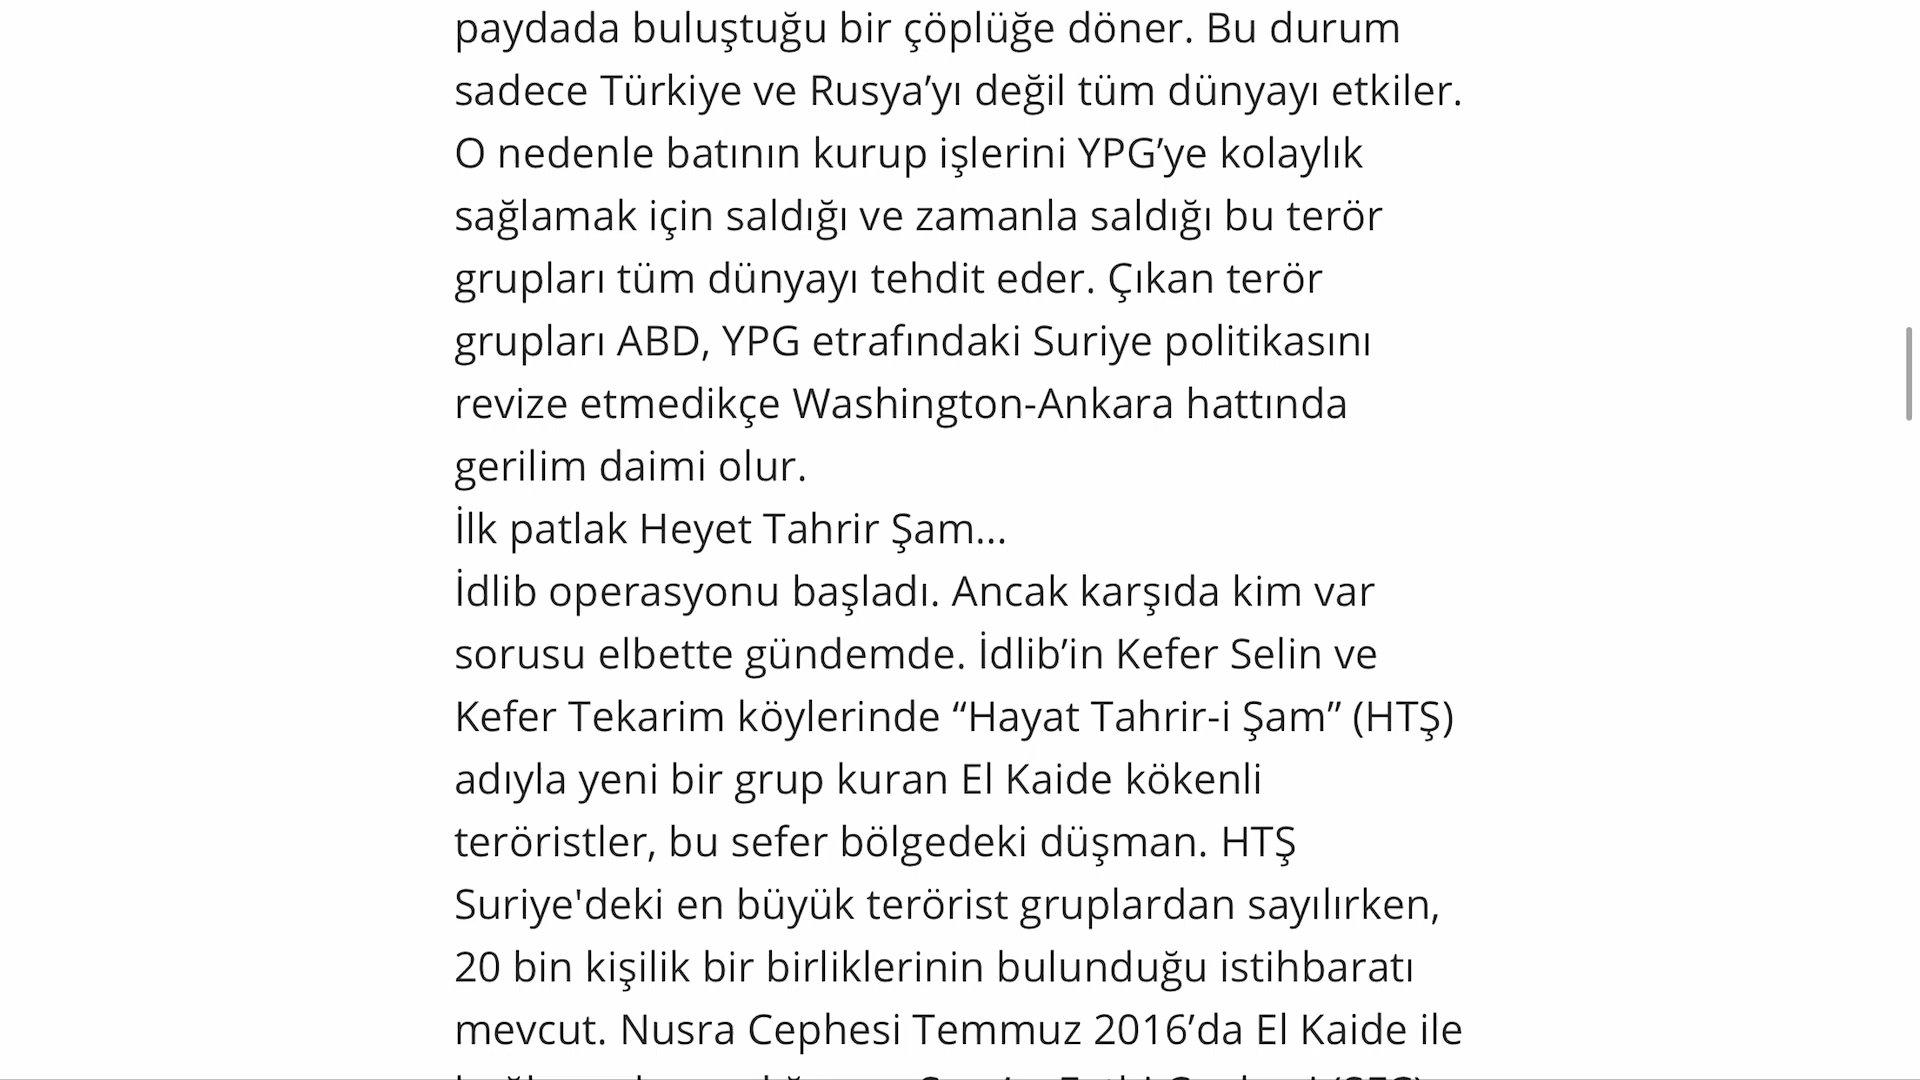 paydada buluştuğu bir çöplüğe döner. Bu durum
sadece Türkiye ve Rusya’yı değil tüm dünyayı etkiler.
O nedenle batının kurup işlerini YPG’ye kolaylık
sağlamak için saldığı ve zamanla saldığı bu terör
grupları tüm dünyayı tehdit eder. Çıkan terör
grupları ABD, YPG etrafındaki Suriye politikasını
revize etmedikçe Washington-Ankara hattında
gerilim daimi olur.
İlk patlak Heyet Tahrir Şam...
İdlib operasyonu başladı. Ancak karşıda kim var
sorusu elbette gündemde. İdlib’in Kefer Selin ve
Kefer Tekarim köylerinde “Hayat Tahrir-i Şam” (HTŞ)
adıyla yeni bir grup kuran El Kaide kökenli
teröristler, bu sefer bölgedeki düşman. HTŞ
Suriye'deki en büyük terörist gruplardan sayılırken,
20 bin kişilik bir birliklerinin bulunduğu istihbaratı
mevcut. Nusra Cephesi Temmuz 2016’da El Kaide ile